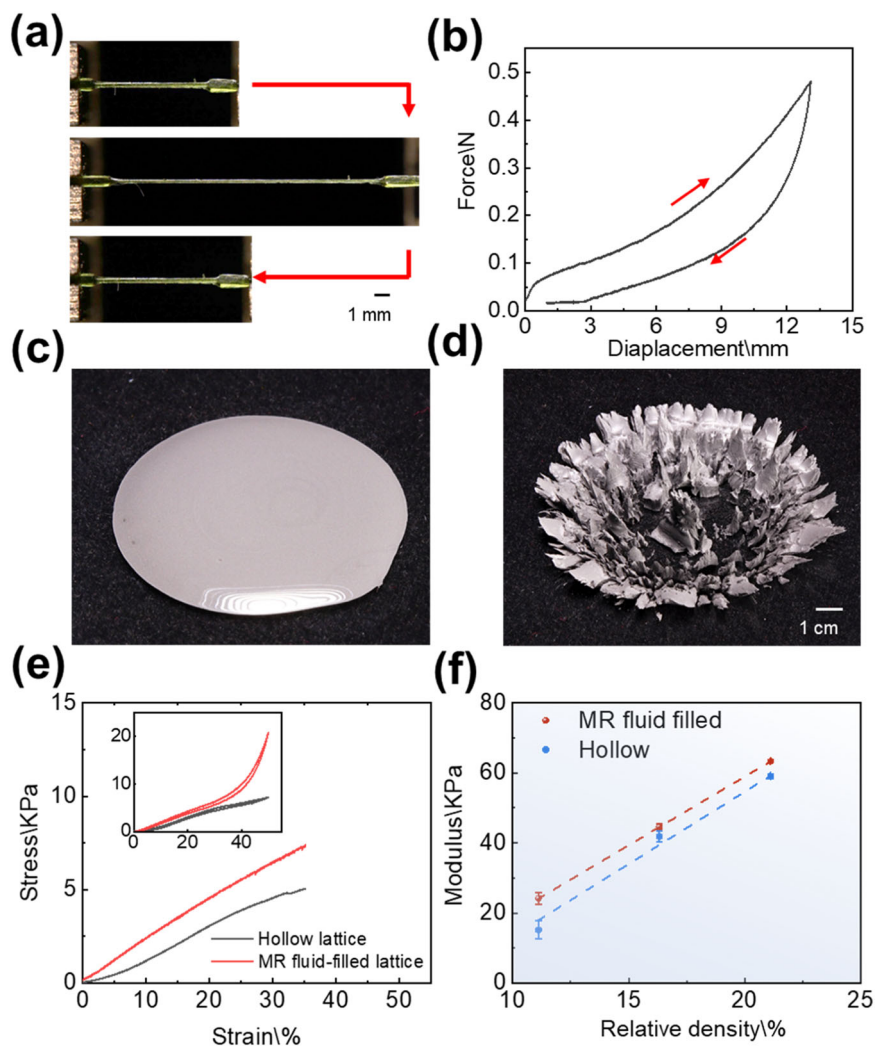 (a)
1 mm
(b)
0.5
0.4
0.3
0.2
0.1
0.0
0 3 6 9 12 15
Force\N
Diaplacement\mm
(c)
(d)
1 cm
(e)
15
10
5
0
0 10 20 30 40 50
Stress\KPa
Strain\%
20
10
0
0 20 40
Hollow lattice
MR fluid-filled lattice
(f)
80
60
40
20
0
10 15 20 25
Modulus\KPa
Relative density\%
MR fluid filled
Hollow